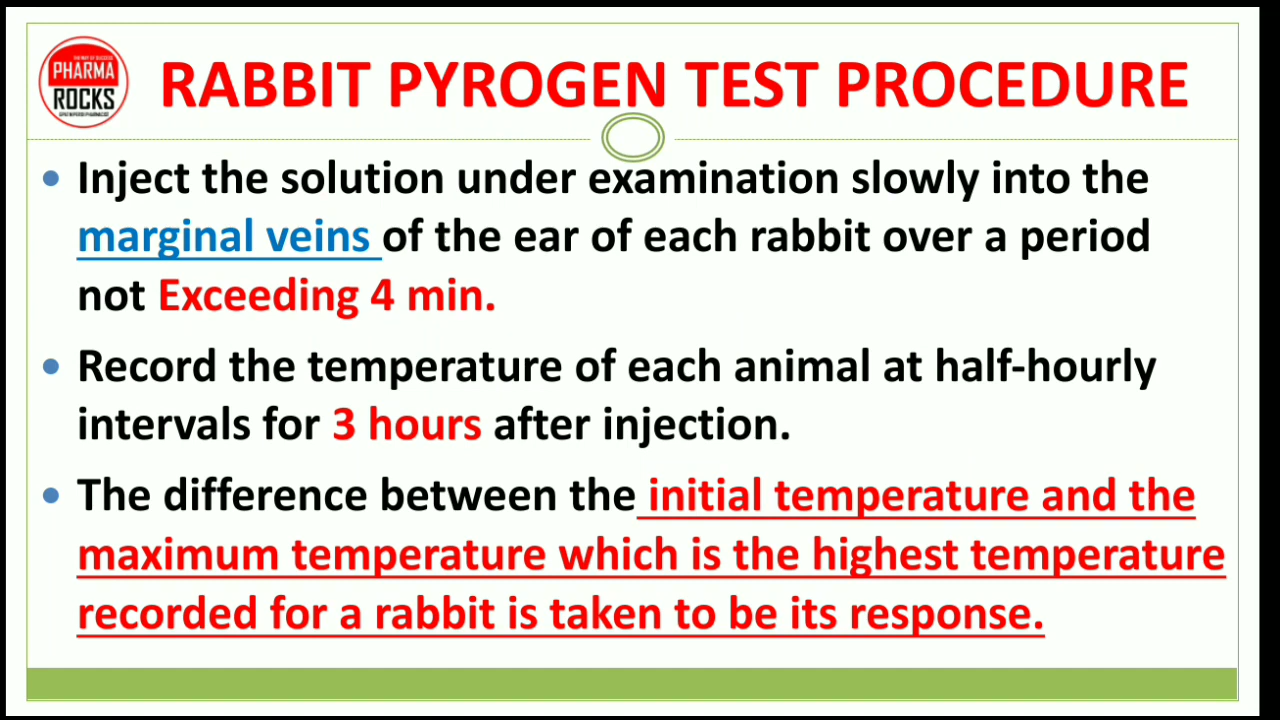 PHARMA
ROCKS
RABBIT PYROGEN TEST PROCEDURE
• Inject the solution under examination slowly into the
marginal veins of the ear of each rabbit over a period
not Exceeding 4 min.
• Record the temperature of each animal at half-hourly
intervals for 3 hours after injection.
• The difference between the initial temperature and the
maximum temperature which is the highest temperature
recorded for a rabbit is taken to be its response.